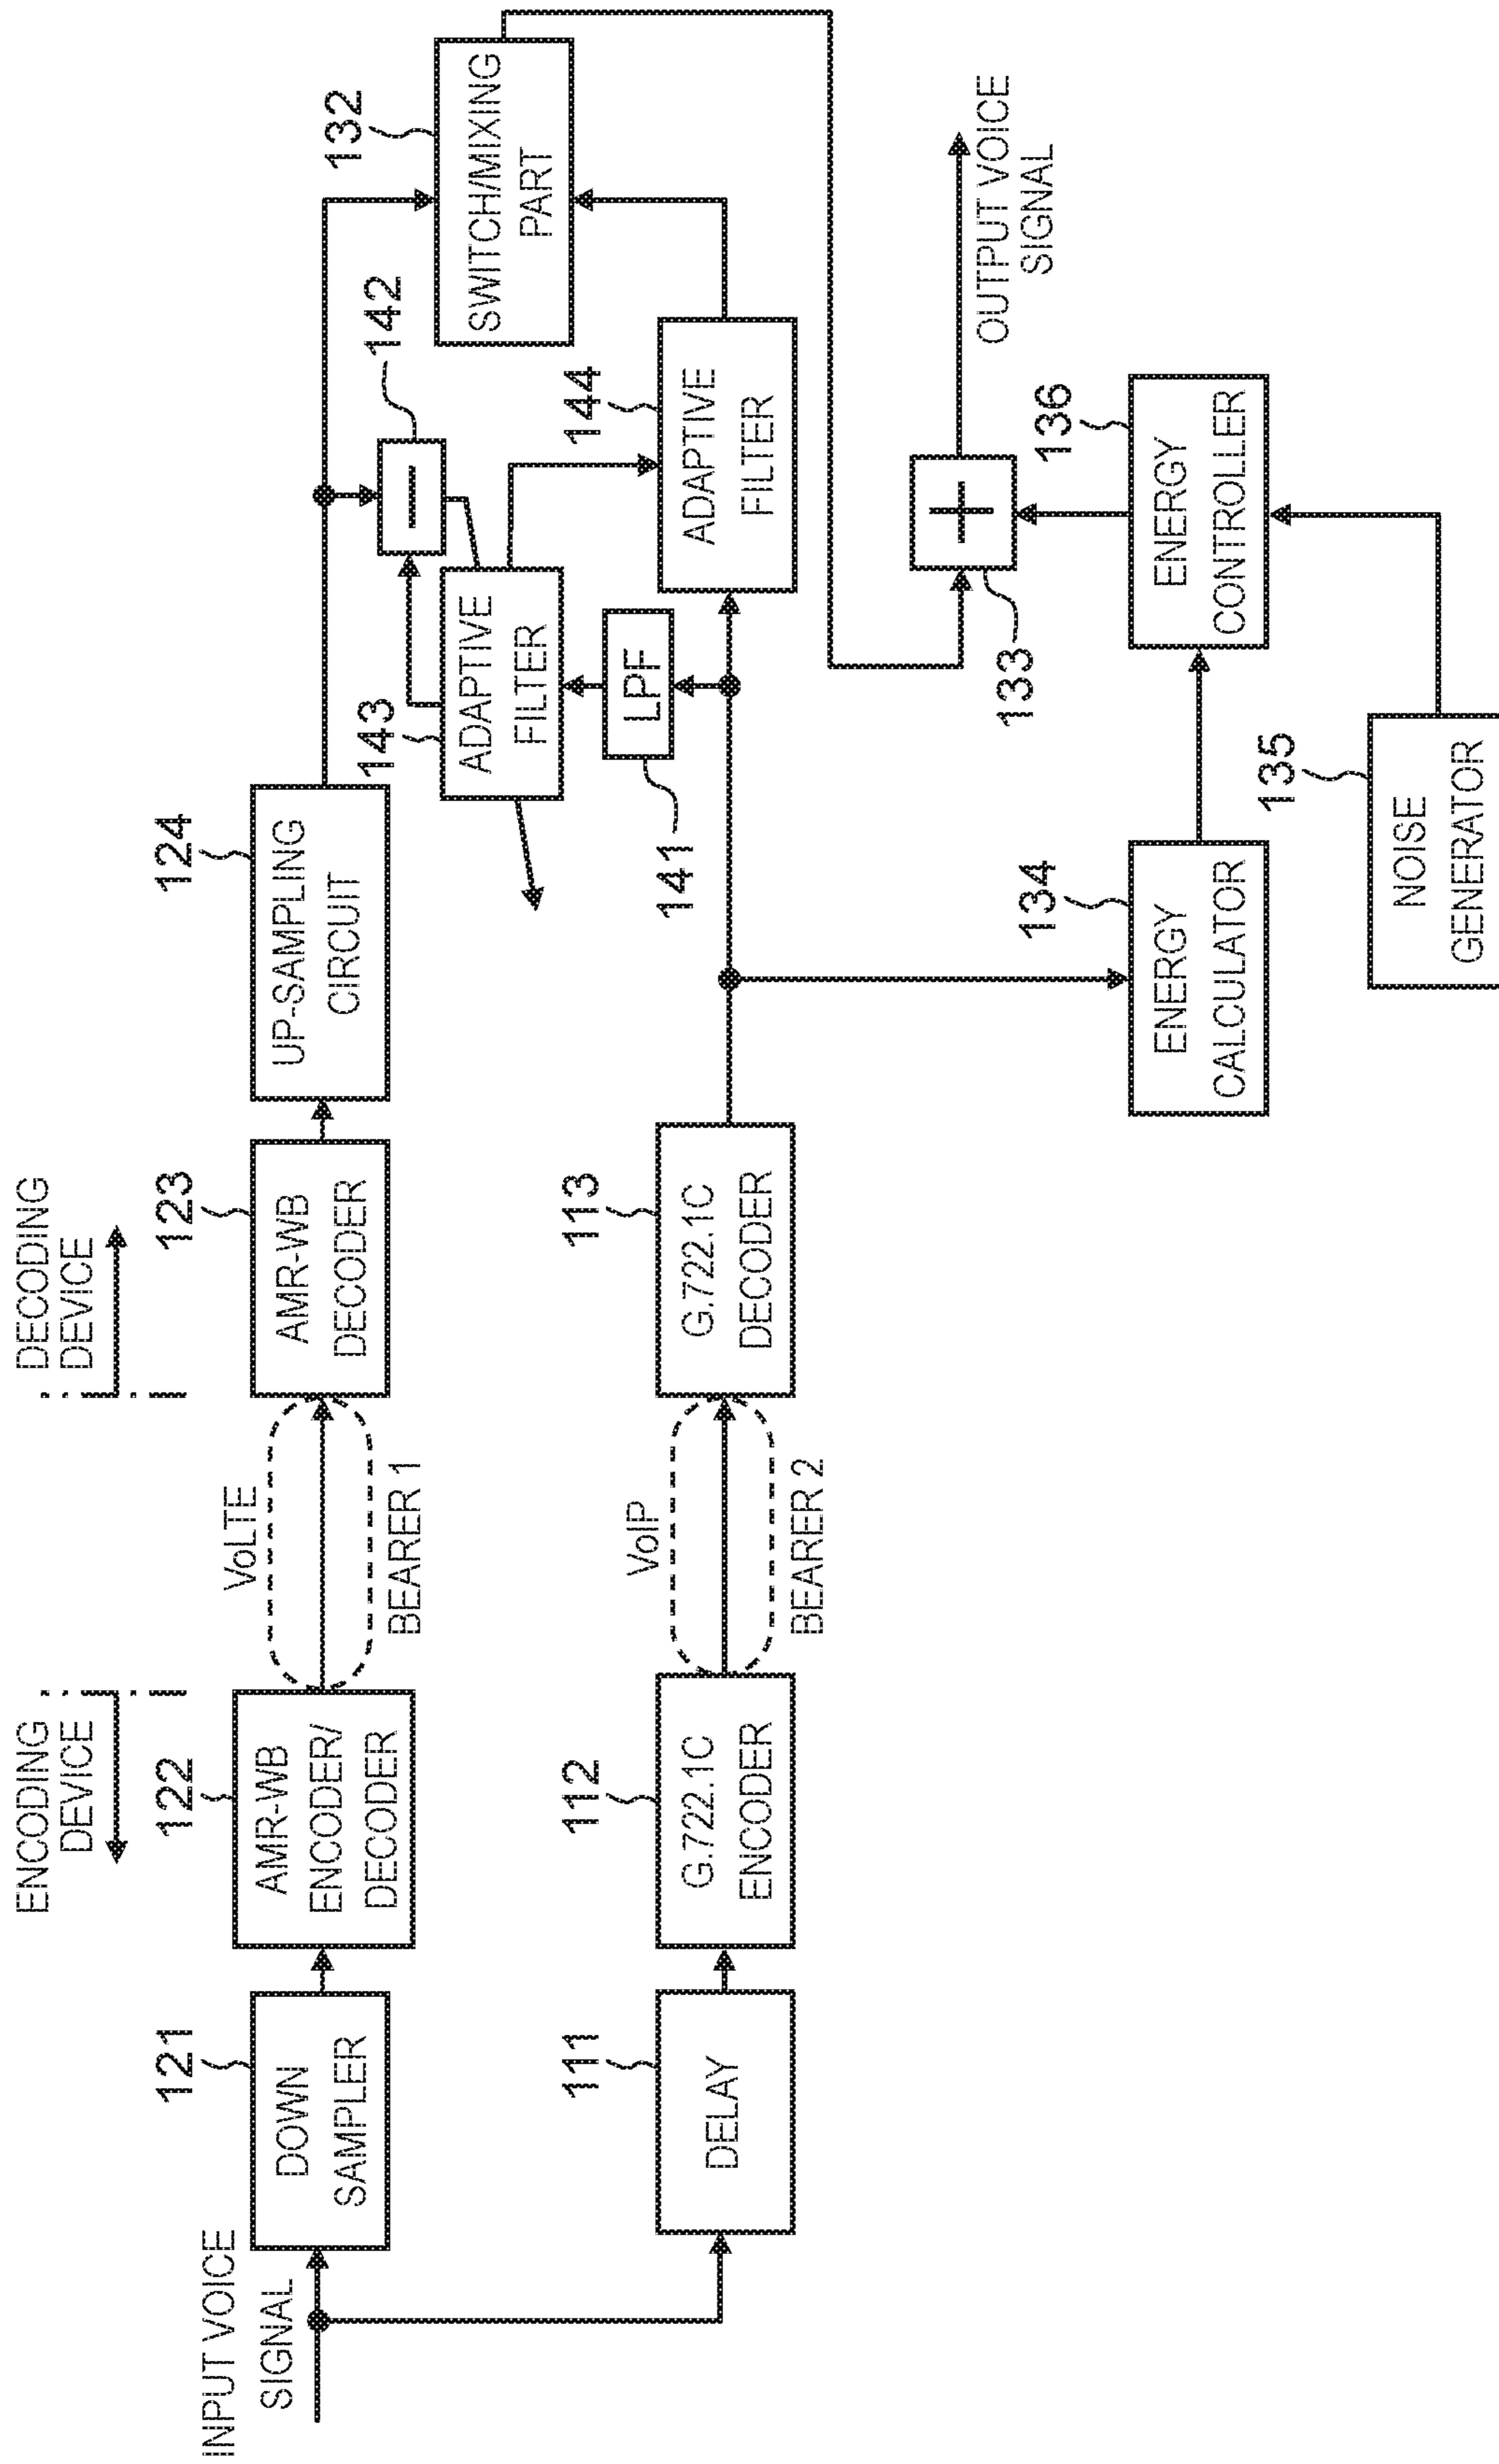 ENCODING
DEVICE
DECODING
DEVICE
INPUT VOICE
SIGNAL
121
DOWN
SAMPLER
122
AMR-WB
ENCODER/
DECODER
VoLTE
BEARER 1
123
AMR-WB
DECODER
124
UP-SAMPLING
CIRCUIT
142
143
ADAPTIVE
FILTER
132
SWITCH/MIXING
PART
111
DELAY
112
G.722.1C
ENCODER
VoIP
BEARER 2
113
G.722.1C
DECODER
141
LPF
144
ADAPTIVE
FILTER
133
OUTPUT VOICE
SIGNAL
134
ENERGY
CALCULATOR
136
ENERGY
CONTROLLER
135
NOISE
GENERATOR